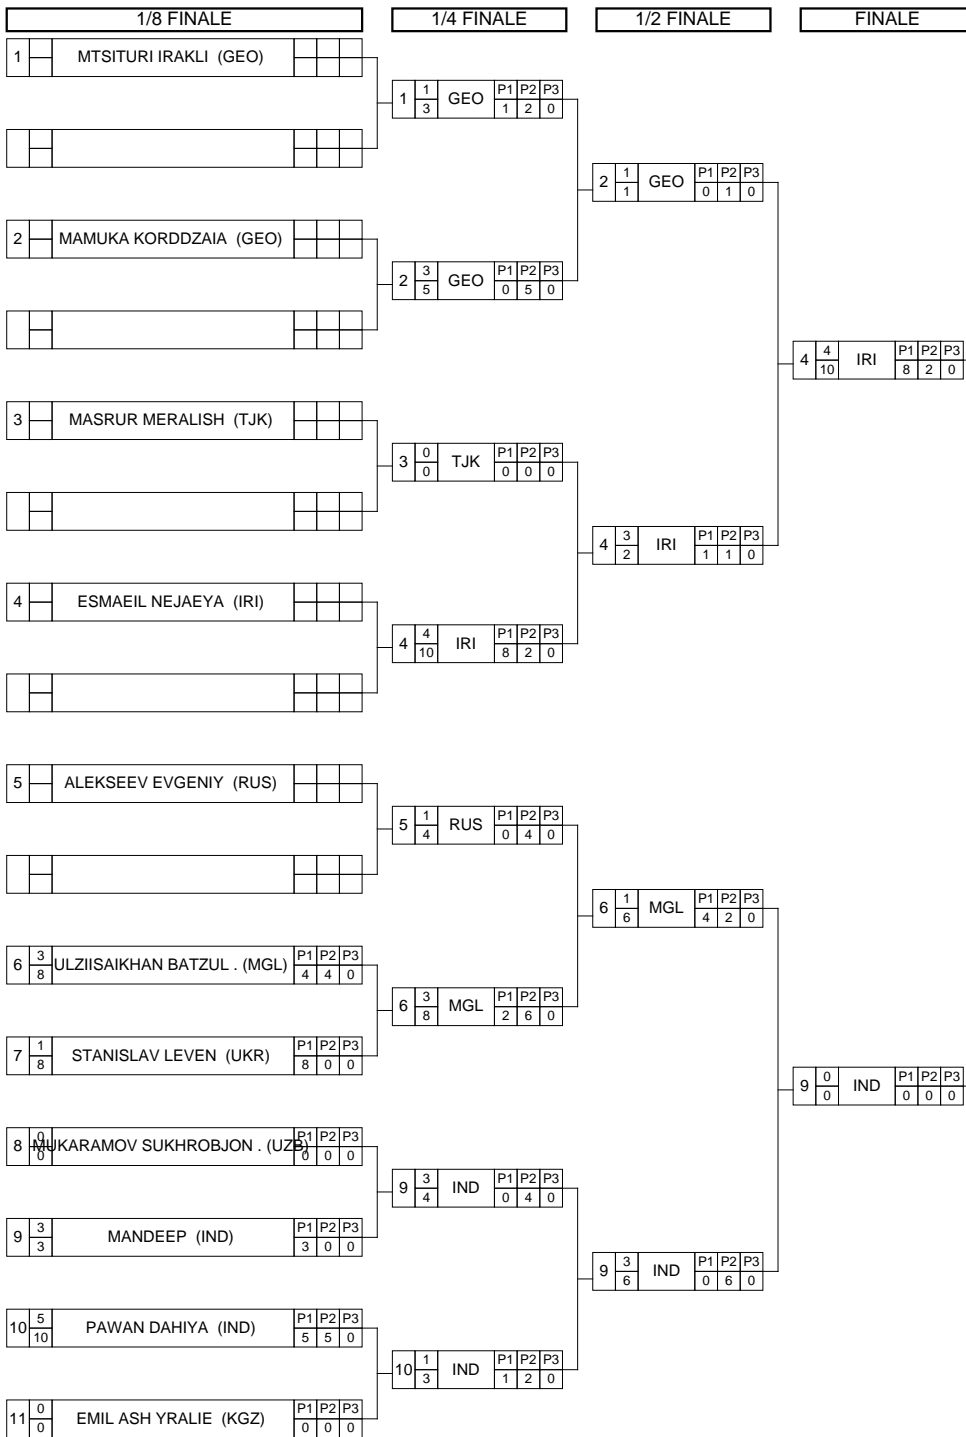 1/8 FINALE 1/4 FINALE 1/2 FINALE FINALE
1 MTSITURI IRAKLI (GEO)
1 1 3 GEO P1 P2 P3 1 2 0
2 1 1 GEO P1 P2 P3 0 1 0
2 MAMUKA KORDDZAIA (GEO)
2 3 5 GEO P1 P2 P3 0 5 0
4 4 10 IRI P1 P2 P3 8 2 0
3 MASRUR MERALISH (TJK)
3 0 0 TJK P1 P2 P3 0 0 0
4 3 2 IRI P1 P2 P3 1 1 0
4 ESMAEIL NEJAEYA (IRI)
4 4 10 IRI P1 P2 P3 8 2 0
5 ALEKSEEV EVGENIY (RUS)
5 1 4 RUS P1 P2 P3 0 4 0
6 1 6 MGL P1 P2 P3 4 2 0
6 3 8 ULZIISAIKHAN BATZUL . (MGL) P1 P2 P3 4 4 0
6 3 8 MGL P1 P2 P3 2 6 0
7 1 8 STANISLAV LEVEN (UKR) P1 P2 P3 8 0 0
9 0 0 IND P1 P2 P3 0 0 0
8 0 0 MUKARAMOV SUKHROBJON . (UZB) P1 P2 P3 0 0 0
9 3 4 IND P1 P2 P3 0 4 0
9 3 3 MANDEEP (IND) P1 P2 P3 3 0 0
9 3 6 IND P1 P2 P3 0 6 0
10 5 10 PAWAN DAHIYA (IND) P1 P2 P3 5 5 0
10 1 3 IND P1 P2 P3 1 2 0
11 0 0 EMIL ASH YRALIE (KGZ) P1 P2 P3 0 0 0